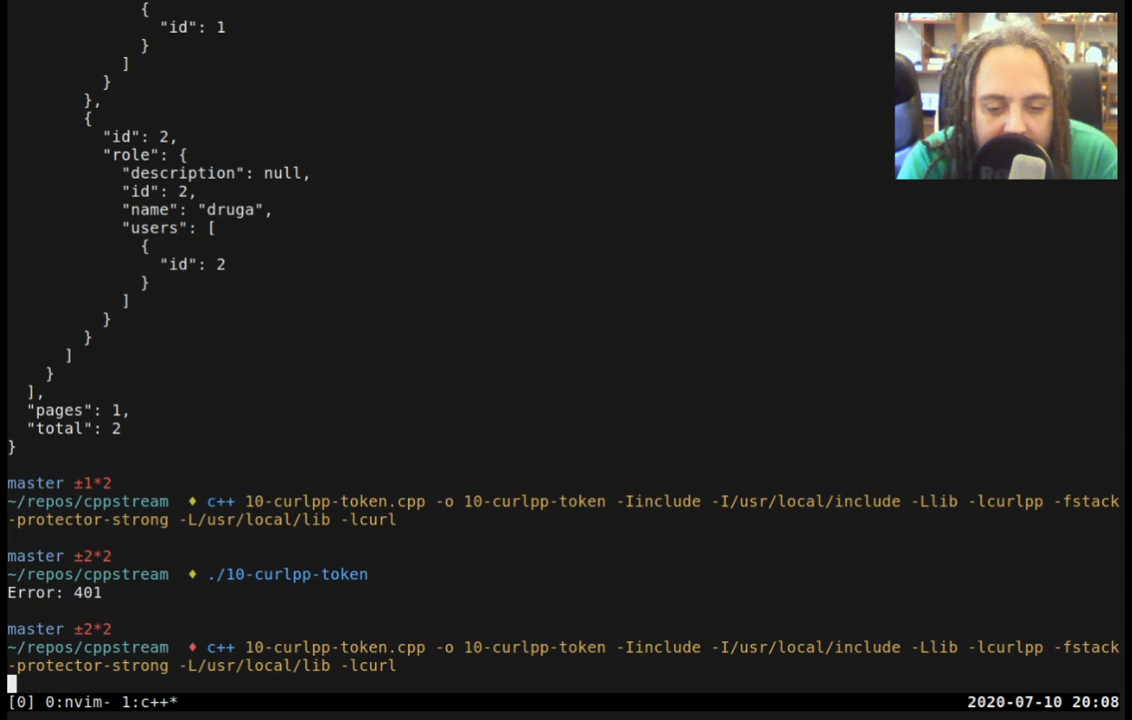 {
"id": 1
}
]
}
},
{
"id": 2,
"role": {
"description": null,
"id": 2,
"name": "druga",
"users": [
{
"id": 2
}
]
}
}
]
}
],
"pages": 1,
"total": 2
}
master ±1*2
~/repos/cppstream ♦ c++ 10-curlpp-token.cpp -o 10-curlpp-token -Iinclude -I/usr/local/include -Llib -lcurlpp -fstack
-protector-strong -L/usr/local/lib -lcurl
master ±2*2
~/repos/cppstream ♦ ./10-curlpp-token
Error: 401
master ±2*2
~/repos/cppstream ♦ c++ 10-curlpp-token.cpp -o 10-curlpp-token -Iinclude -I/usr/local/include -Llib -lcurlpp -fstack
-protector-strong -L/usr/local/lib -lcurl
[0] 0:nvim- 1:c++* 2020-07-10 20:08